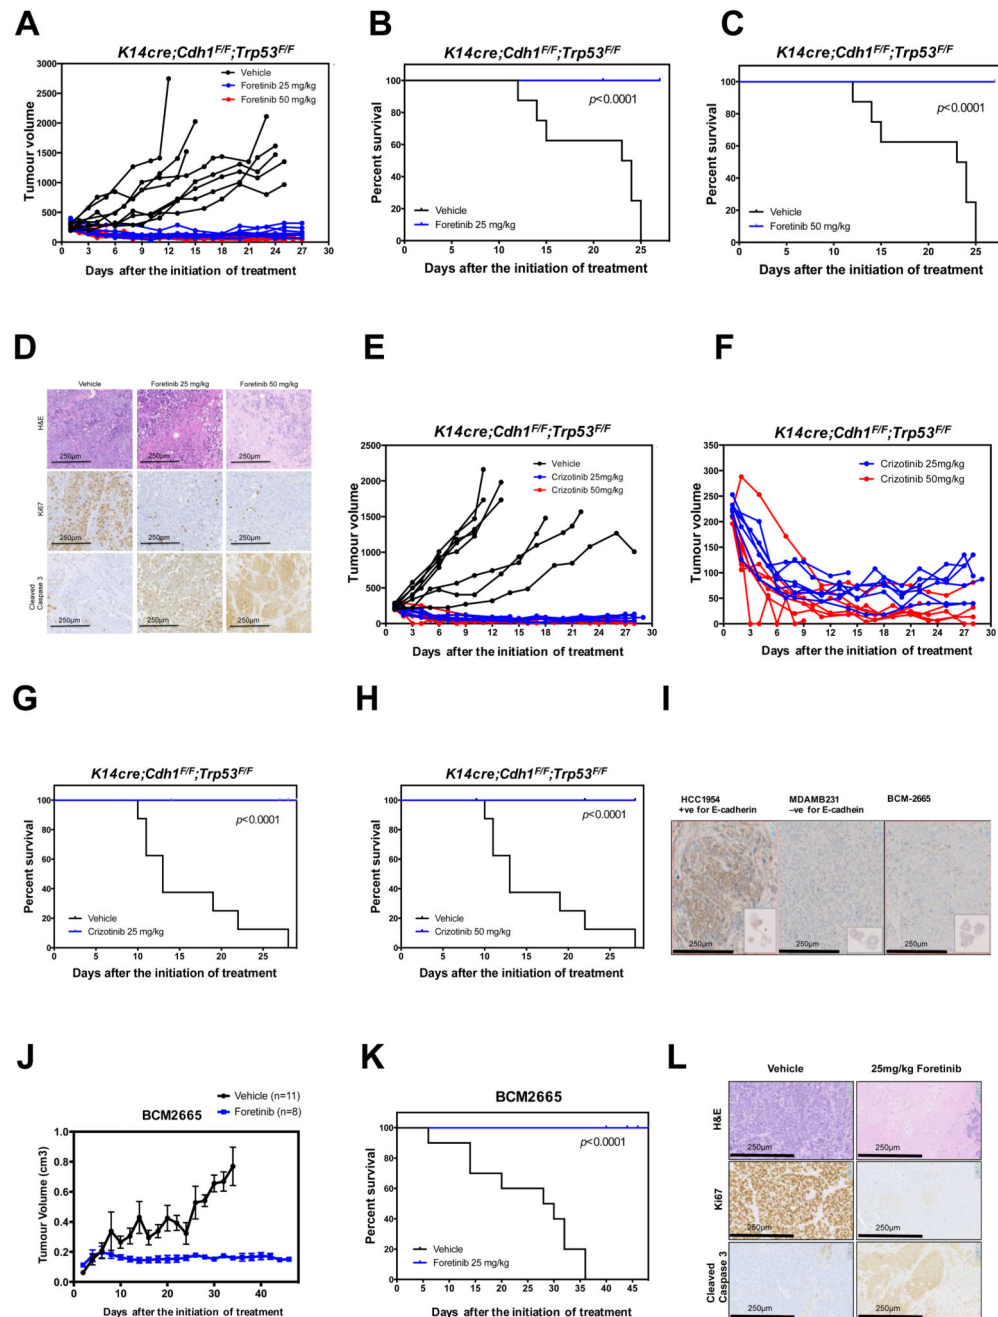 A
K14cre;Cdh1F/F;Trp53F/F
Tumour volume
3000
2500
2000
1500
1000
500
0
0 3 6 9 12 15 18 21 24 27 30
Days after the initiation of treatment
Vehicle
Foretinib 25 mg/kg
Foretinib 50 mg/kg
B
K14cre;Cdh1F/F;Trp53F/F
Percent survival
100
80
60
40
20
0
0 5 10 15 20 25
Days after the initiation of treatment
p<0.0001
Vehicle
Foretinib 25 mg/kg
C
K14cre;Cdh1F/F;Trp53F/F
Percent survival
100
80
60
40
20
0
0 5 10 15 20 25
Days after the initiation of treatment
p<0.0001
Vehicle
Foretinib 50 mg/kg
D
Vehicle Foretinib 25 mg/kg Foretinib 50 mg/kg
H&E
250µm 250µm 250µm
Ki67
250µm 250µm 250µm
Cleaved
Caspase 3
250µm 250µm 250µm
E
K14cre;Cdh1F/F;Trp53F/F
Tumour volume
2500
2000
1500
1000
500
0
0 3 6 9 12 15 18 21 24 27 30
Days after the initiation of treatment
Vehicle
Crizotinib 25mg/kg
Crizotinib 50mg/kg
F
K14cre;Cdh1F/F;Trp53F/F
Tumour volume
350
300
250
200
150
100
50
0
0 3 6 9 12 15 18 21 24 27 30
Days after the initiation of treatment
Crizotinib 25mg/kg
Crizotinib 50mg/kg
G
K14cre;Cdh1F/F;Trp53F/F
Percent survival
100
80
60
40
20
0
0 5 10 15 20 25
Days after the initiation of treatment
p<0.0001
Vehicle
Crizotinib 25 mg/kg
H
K14cre;Cdh1F/F;Trp53F/F
Percent survival
100
80
60
40
20
0
0 5 10 15 20 25
Days after the initiation of treatment
p<0.0001
Vehicle
Crizotinib 50 mg/kg
I
HCC1954
+ve for E-cadherin
MDAMB231
–ve for E-cadhein
BCM-2665
250µm 250µm 250µm
J
Vehicle (n=11)
Foretinib (n=8)
BCM2665
Tumour Volume (cm3)
1.0
0.8
0.6
0.4
0.2
0.0
0 10 20 30 40
Days after the initiation of treatment
K
BCM2665
Percent survival
100
80
60
40
20
0
0 5 10 15 20 25 30 35 40 45
Days after the initiation of treatment
p<0.0001
Vehicle
Foretinib 25 mg/kg
L
Vehicle 25mg/kg Foretinib
H&E
250µm 250µm
Ki67
250µm 250µm
Cleaved
Caspase 3
250µm 250µm